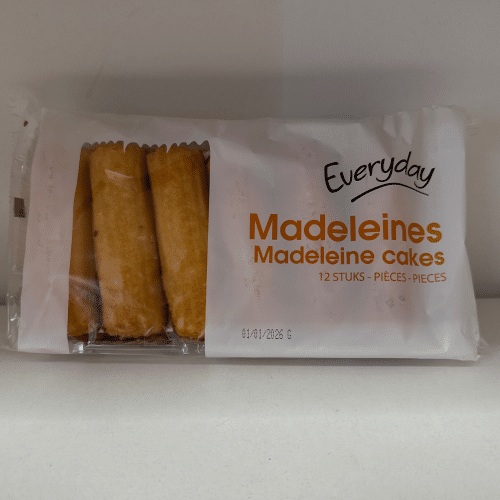 Everyday
Madeleines
Madeleine cakes
12 STUKS - PIÈCES - PIECES
01/01/2026 G